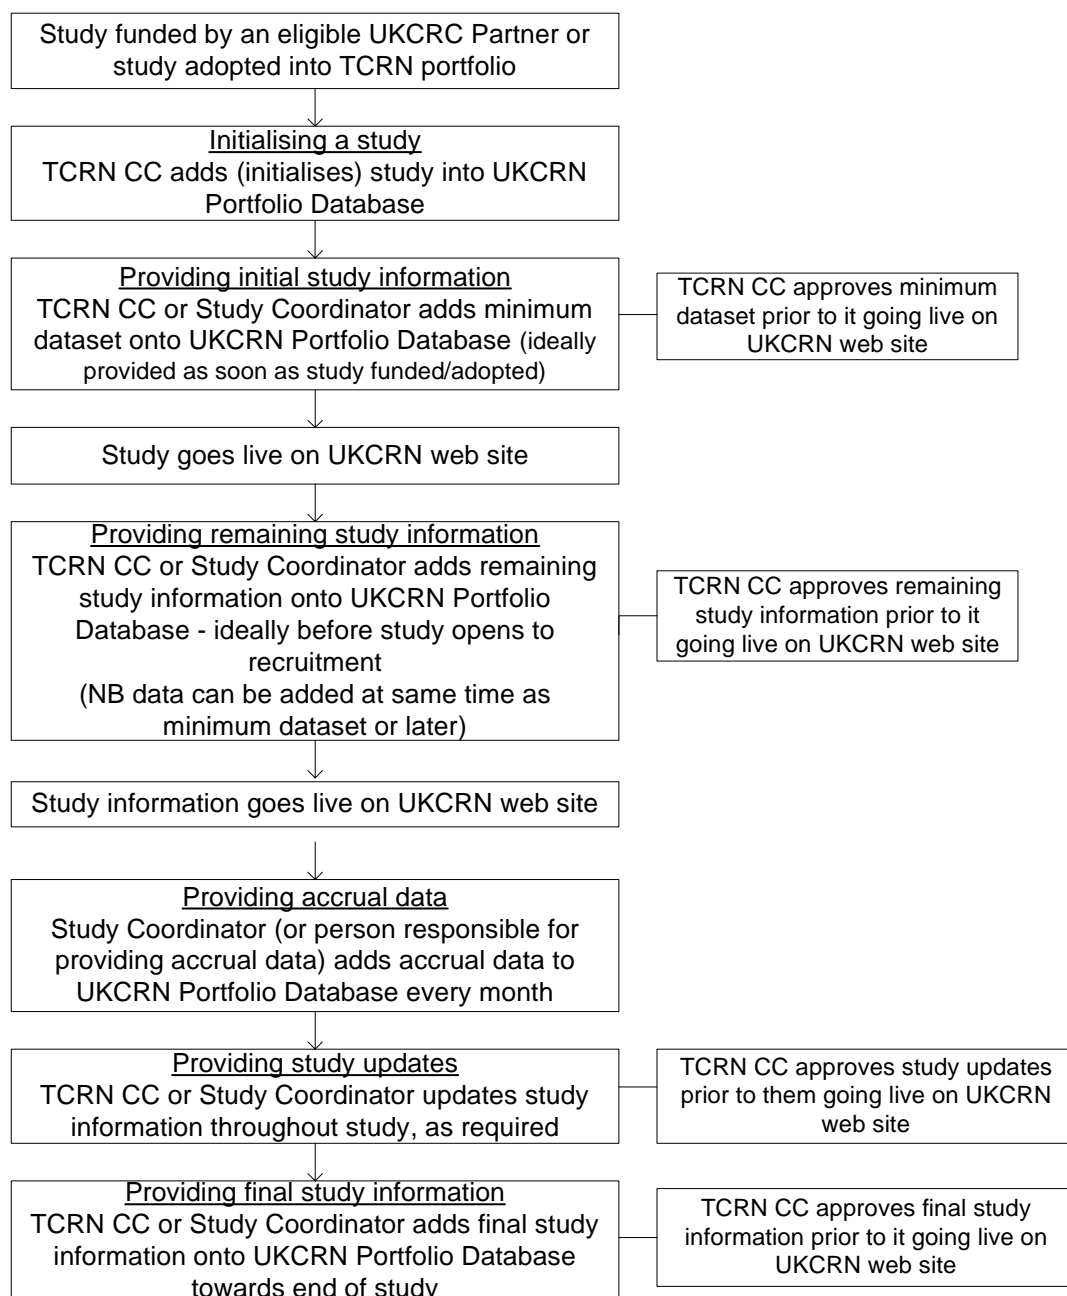 Study funded by an eligible UKCRC Partner or
study adopted into TCRN portfolio
Initialising a study
TCRN CC adds (initialises) study into UKCRN
Portfolio Database
Providing initial study information
TCRN CC or Study Coordinator adds minimum
dataset onto UKCRN Portfolio Database (ideally
provided as soon as study funded/adopted)
TCRN CC approves minimum
dataset prior to it going live on
UKCRN web site
Study goes live on UKCRN web site
Providing remaining study information
TCRN CC or Study Coordinator adds remaining
study information onto UKCRN Portfolio
Database - ideally before study opens to
recruitment
(NB data can be added at same time as
minimum dataset or later)
TCRN CC approves remaining
study information prior to it
going live on UKCRN web site
Study information goes live on UKCRN web site
Providing accrual data
Study Coordinator (or person responsible for
providing accrual data) adds accrual data to
UKCRN Portfolio Database every month
Providing study updates
TCRN CC or Study Coordinator updates study
information throughout study, as required
TCRN CC approves study updates
prior to them going live on UKCRN
web site
Providing final study information
TCRN CC or Study Coordinator adds final study
information onto UKCRN Portfolio Database
towards end of study
TCRN CC approves final study
information prior to it going live on
UKCRN web site